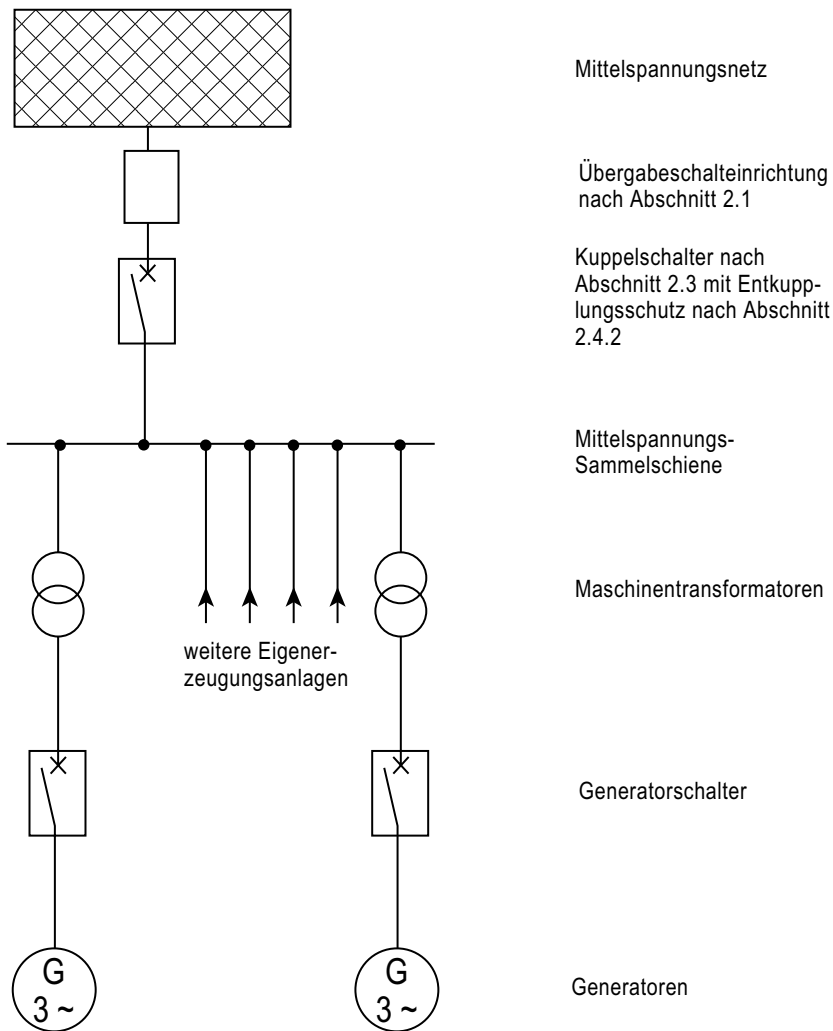 Mittelspannungsnetz
Übergabeschalteinrichtung
nach Abschnitt 2.1
Kuppelschalter nach
Abschnitt 2.3 mit Entkupp-
lungsschutz nach Abschnitt
2.4.2
Mittelspannungs-
Sammelschiene
Maschinentransformatoren
weitere Eigener-
zeugungsanlagen
Generatorschalter
G
3 ~
G
3 ~
Generatoren